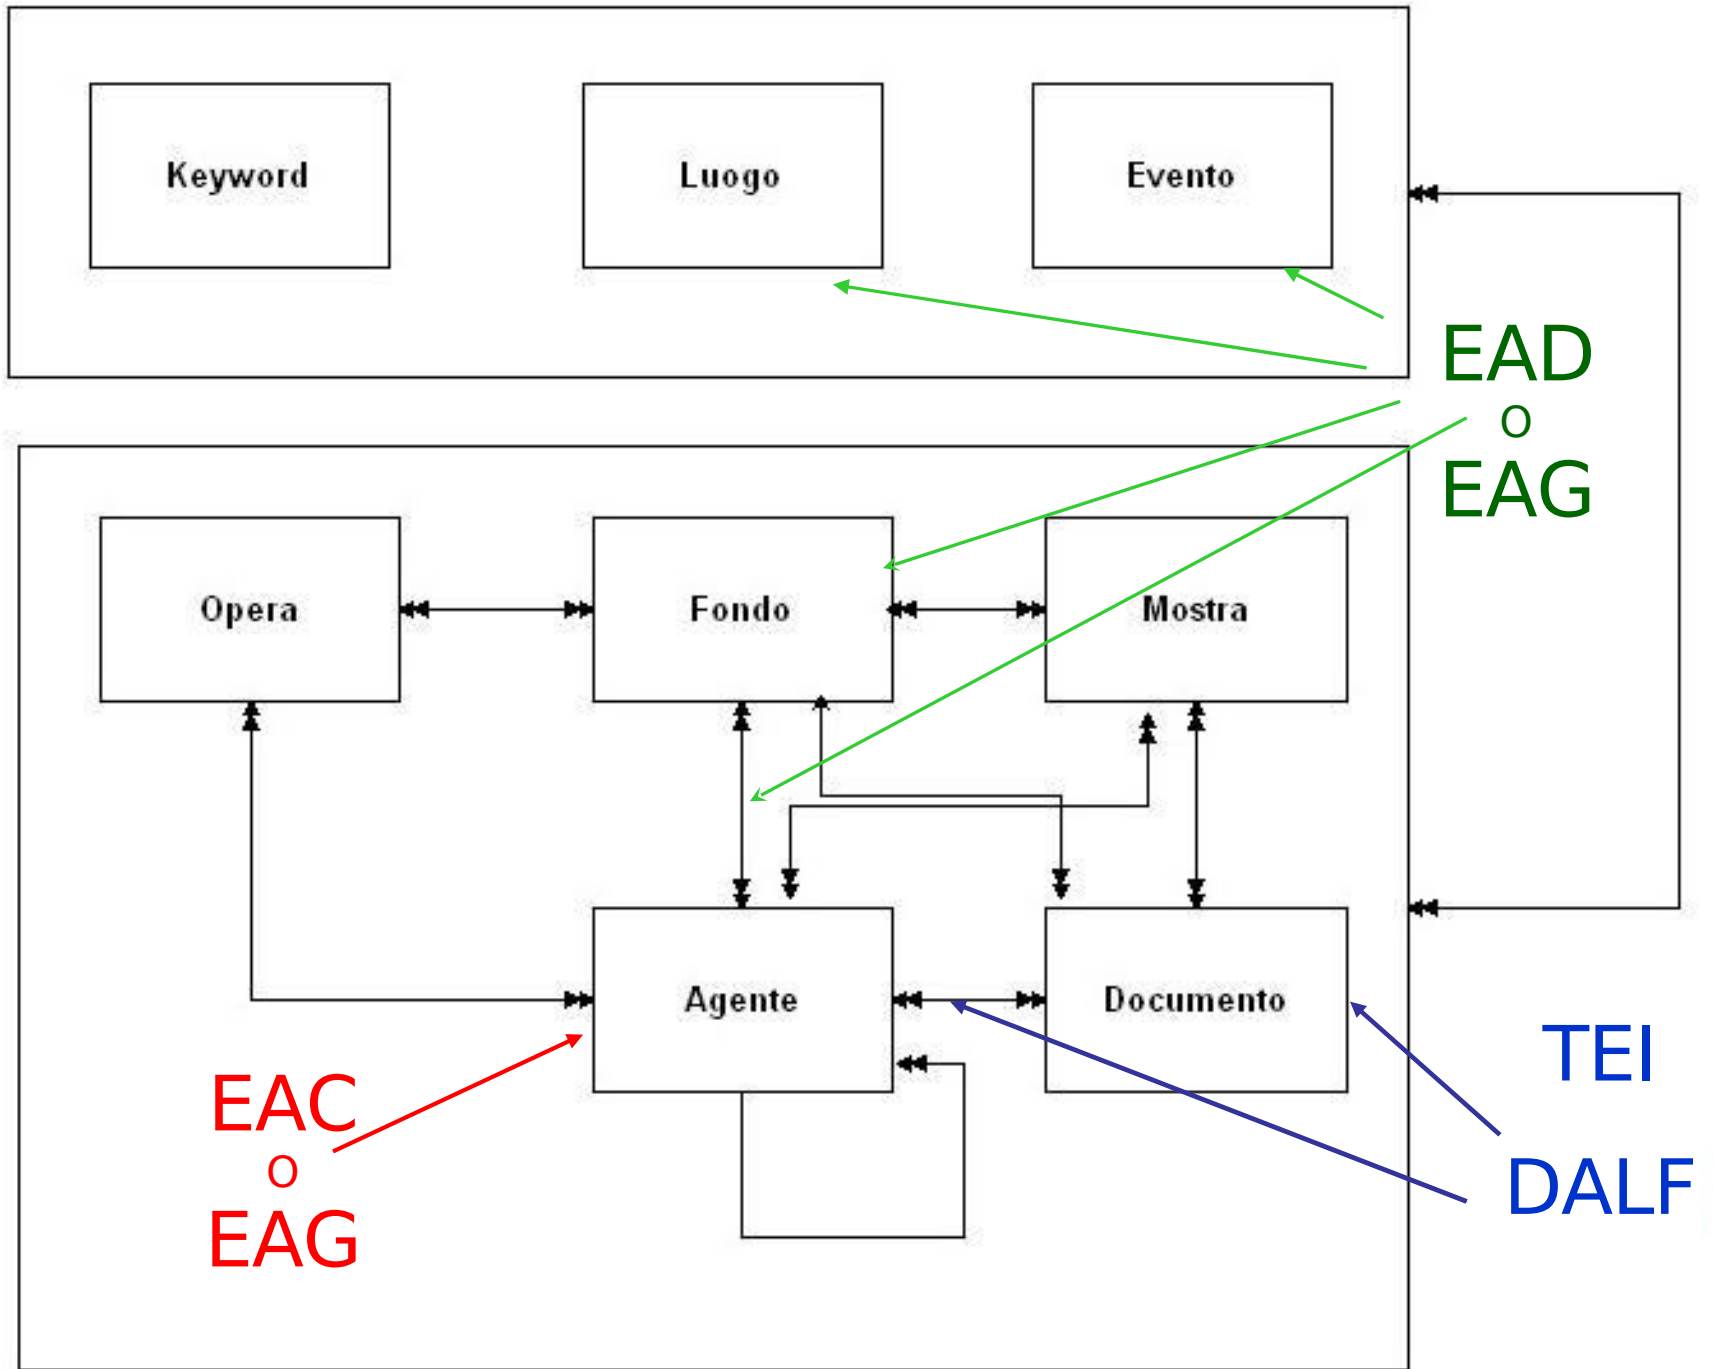 Keyword
Luogo
Evento
EAD
o
EAG
Opera
Fondo
Mostra
Agente
Documento
TEI
DALF
EAC
o
EAG